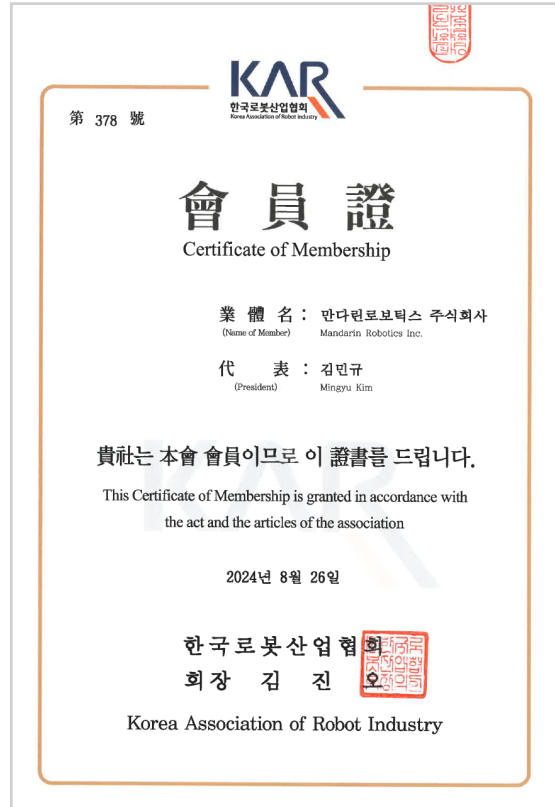 KAR
한국로봇산업협회
Korea Association of Robot Industry
第 378 號
會員證
Certificate of Membership
業體名 : 만다린로보틱스 주식회사
(Name of Member) Mandarin Robotics Inc.
代表 : 김민규
(President) Mingyu Kim
KAR
貴社는 本會 會員이므로 이 證書를 드립니다.
This Certificate of Membership is granted in accordance with
the act and the articles of the association
2024년 8월 26일
한국로봇산업협회
회장 김진오
Korea Association of Robot Industry